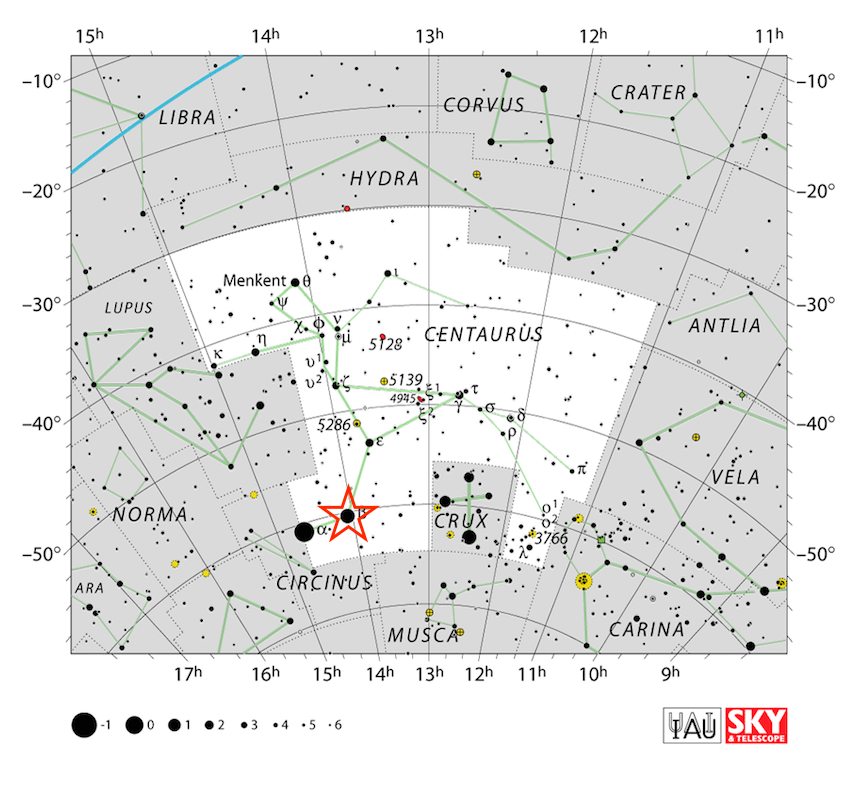 15h 14h 13h 12h 11h
−10° −10°
CRATER
CORVUS
LIBRA
HYDRA
−20° −20°
ι
Menkent θ
ψ
−30° −30°
LUPUS
χ ϕ ν
μ
CENTAURUS
ANTLIA
η
5128
κ
υ1
υ2 ζ
5139
4945 ξ1 τ
γ
ξ2 σ δ
−40° −40°
5286
ρ
ε
π
VELA
NORMA
β
α
CRUX
ο1
ο2
3766
λ
−50° −50°
CIRCINUS
ARA
MUSCA
CARINA
17h 16h 15h 14h 13h 12h 11h 10h 9h
-1 0 1 2 3 4 5 6
IAU
SKY
& TELESCOPE